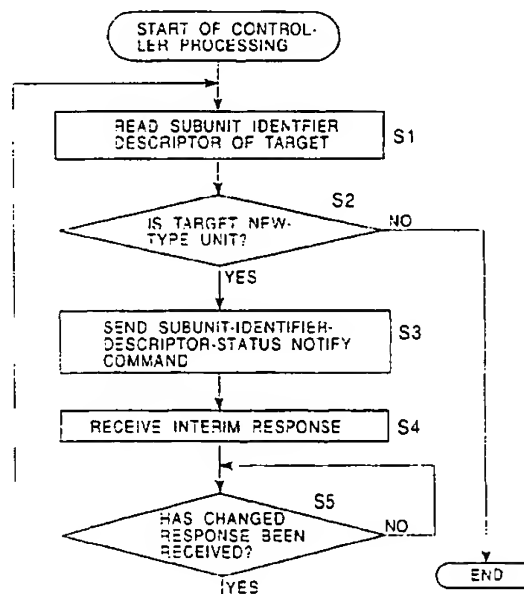 START OF CONTROL-
LER PROCESSING
READ SUBUNIT IDENTFIER
DESCRIPTOR OF TARGET
S1
S2
IS TARGET NEW-
TYPE UNIT?
NO
YES
SEND SUBUNIT-IDENTIFIER-
DESCRIPTOR-STATUS NOTIFY
COMMAND
S3
RECEIVE INTERIM RESPONSE
S4
S5
HAS CHANGED
RESPONSE BEEN
RECEIVED?
NO
YES
END